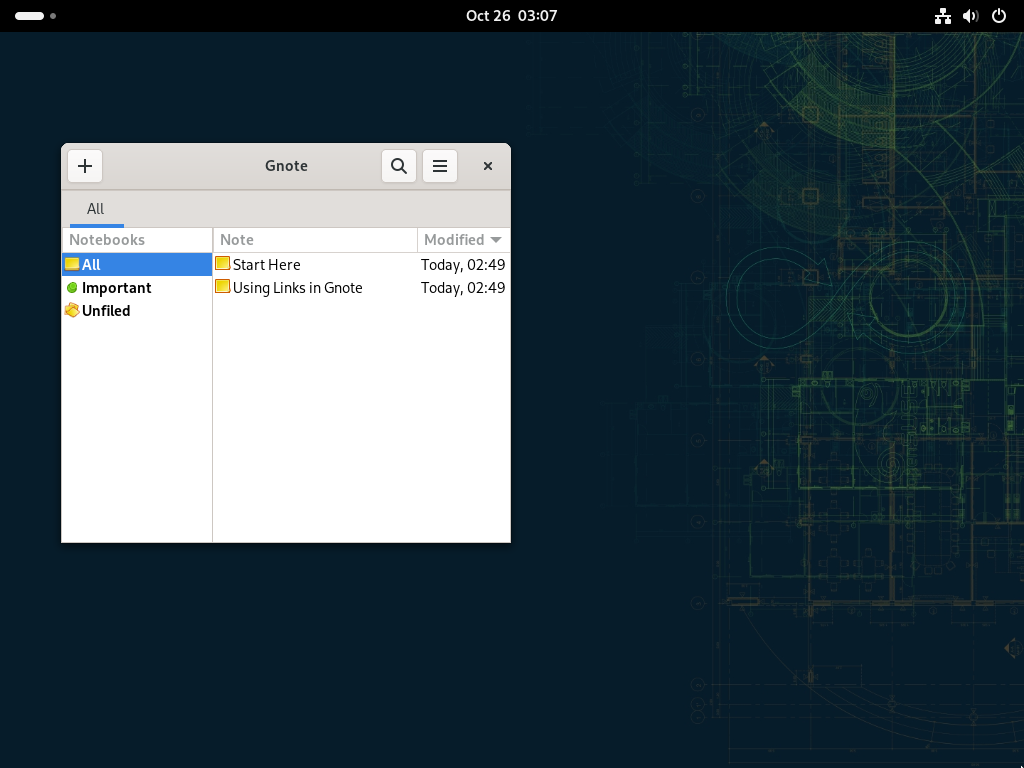 Oct 26 03:07
Gnote
All
Notebooks Note Modified
All Start Here Today, 02:49
Important Using Links in Gnote Today, 02:49
Unfiled